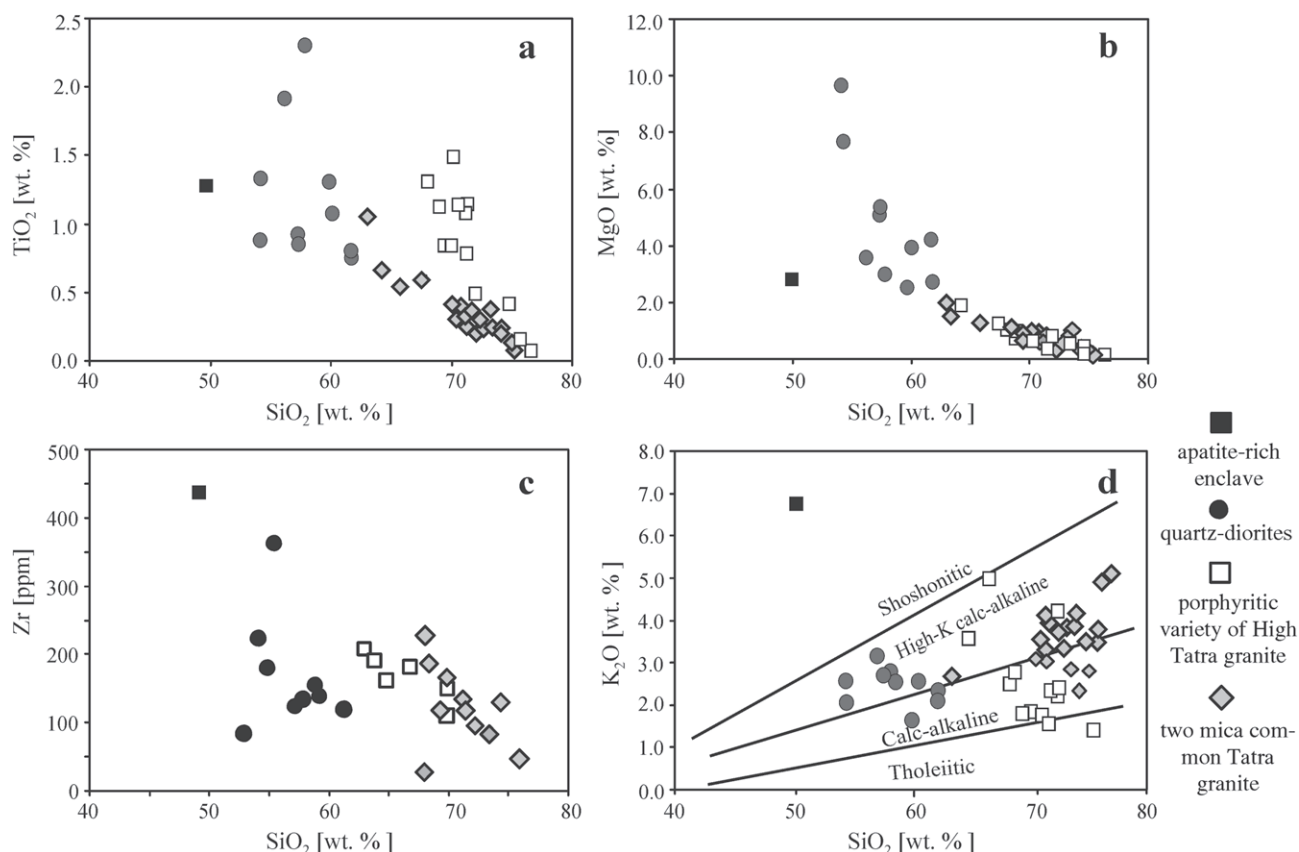 2.5
2.0
1.5
1.0
0.5
0.0
TiO2 [wt. %]
a
40 50 60 70 80
SiO2 [wt. %]
12.0
10.0
8.0
6.0
4.0
2.0
0.0
MgO [wt. %]
b
40 50 60 70 80
SiO2 [wt. %]
500
400
300
200
100
00
Zr [ppm]
c
40 50 60 70 80
SiO2 [wt. %]
8.0
7.0
6.0
5.0
4.0
3.0
2.0
1.0
0.0
K2O [wt. %]
d
Shoshonitic
High-K calc-alkaline
Calc-alkaline
Tholeiitic
40 50 60 70 80
SiO2 [wt. %]
apatite-rich
enclave
quartz-diorites
porphyritic
variety of High
Tatra granite
two mica com-
mon Tatra
granite